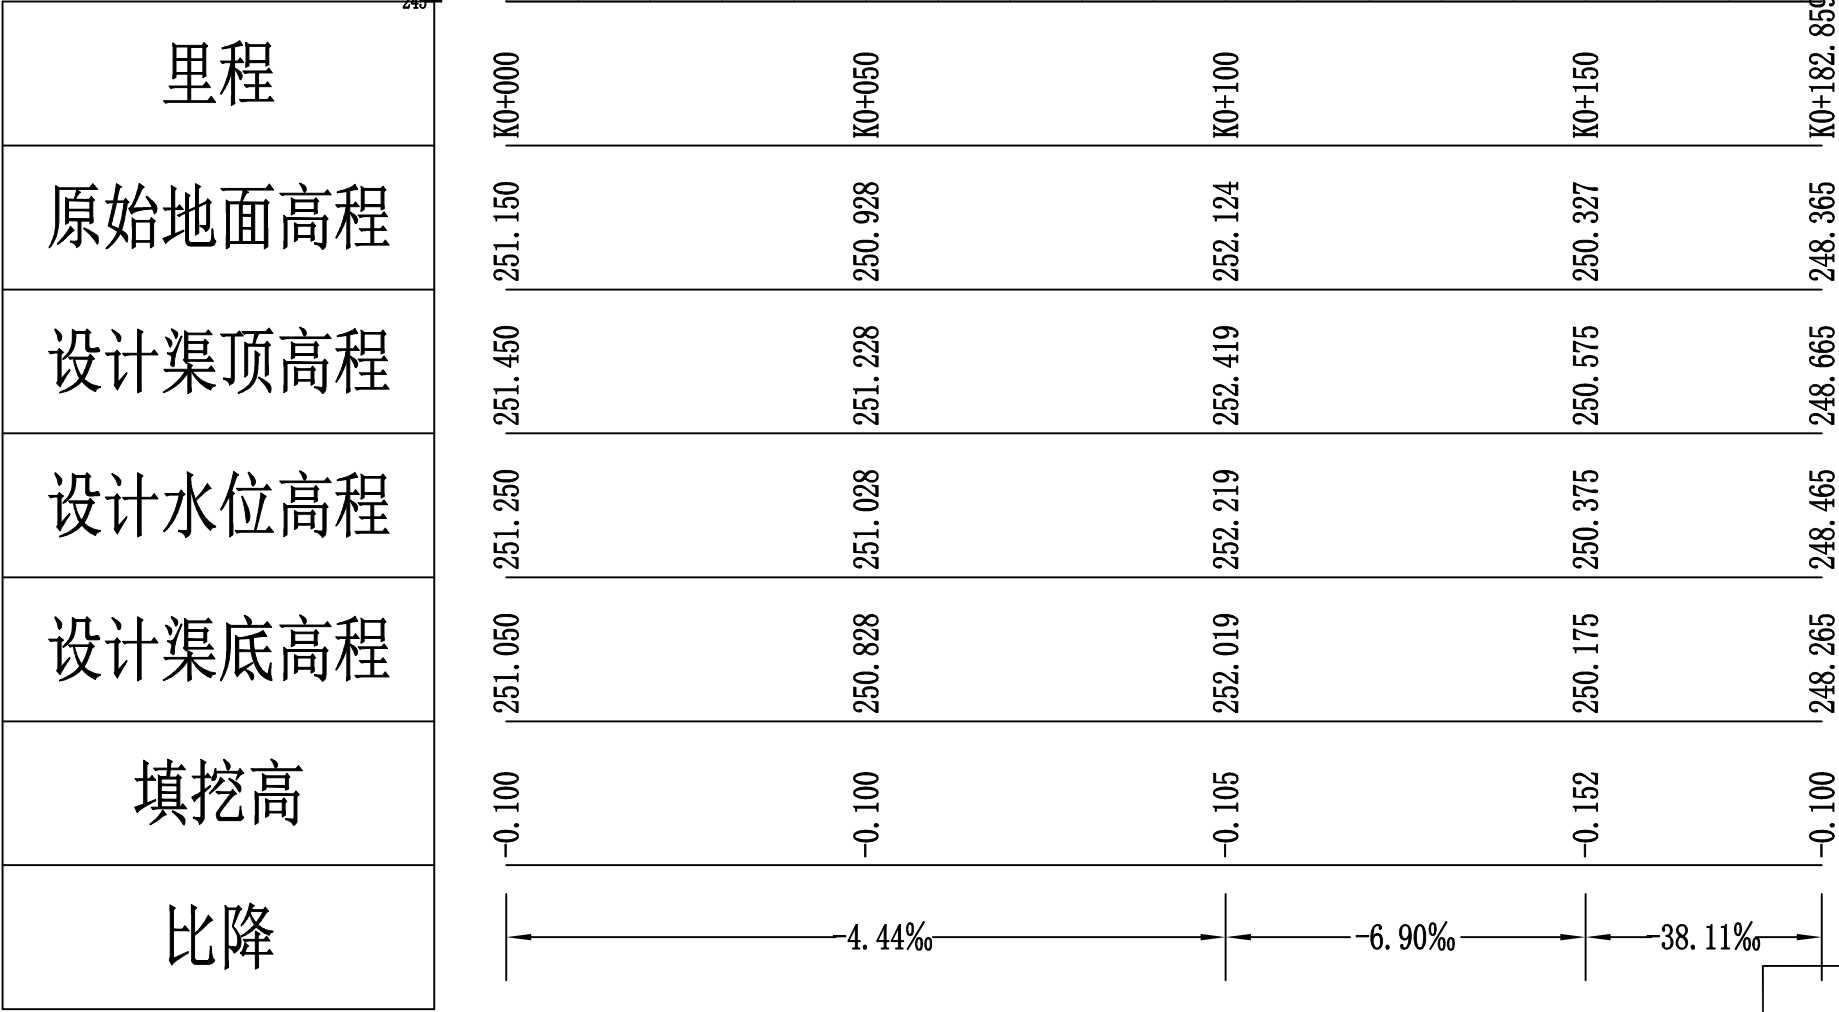 245
里程 K0+000 K0+050 K0+100 K0+150 K0+182.859
原始地面高程 251.150 250.928 252.124 250.327 248.365
设计渠顶高程 251.450 251.228 252.419 250.575 248.665
设计水位高程 251.250 251.028 252.219 250.375 248.465
设计渠底高程 251.050 250.828 252.019 250.175 248.265
填挖高 -0.100 -0.100 -0.105 -0.152 -0.100
比降 -4.44‰ -6.90‰ -38.11‰